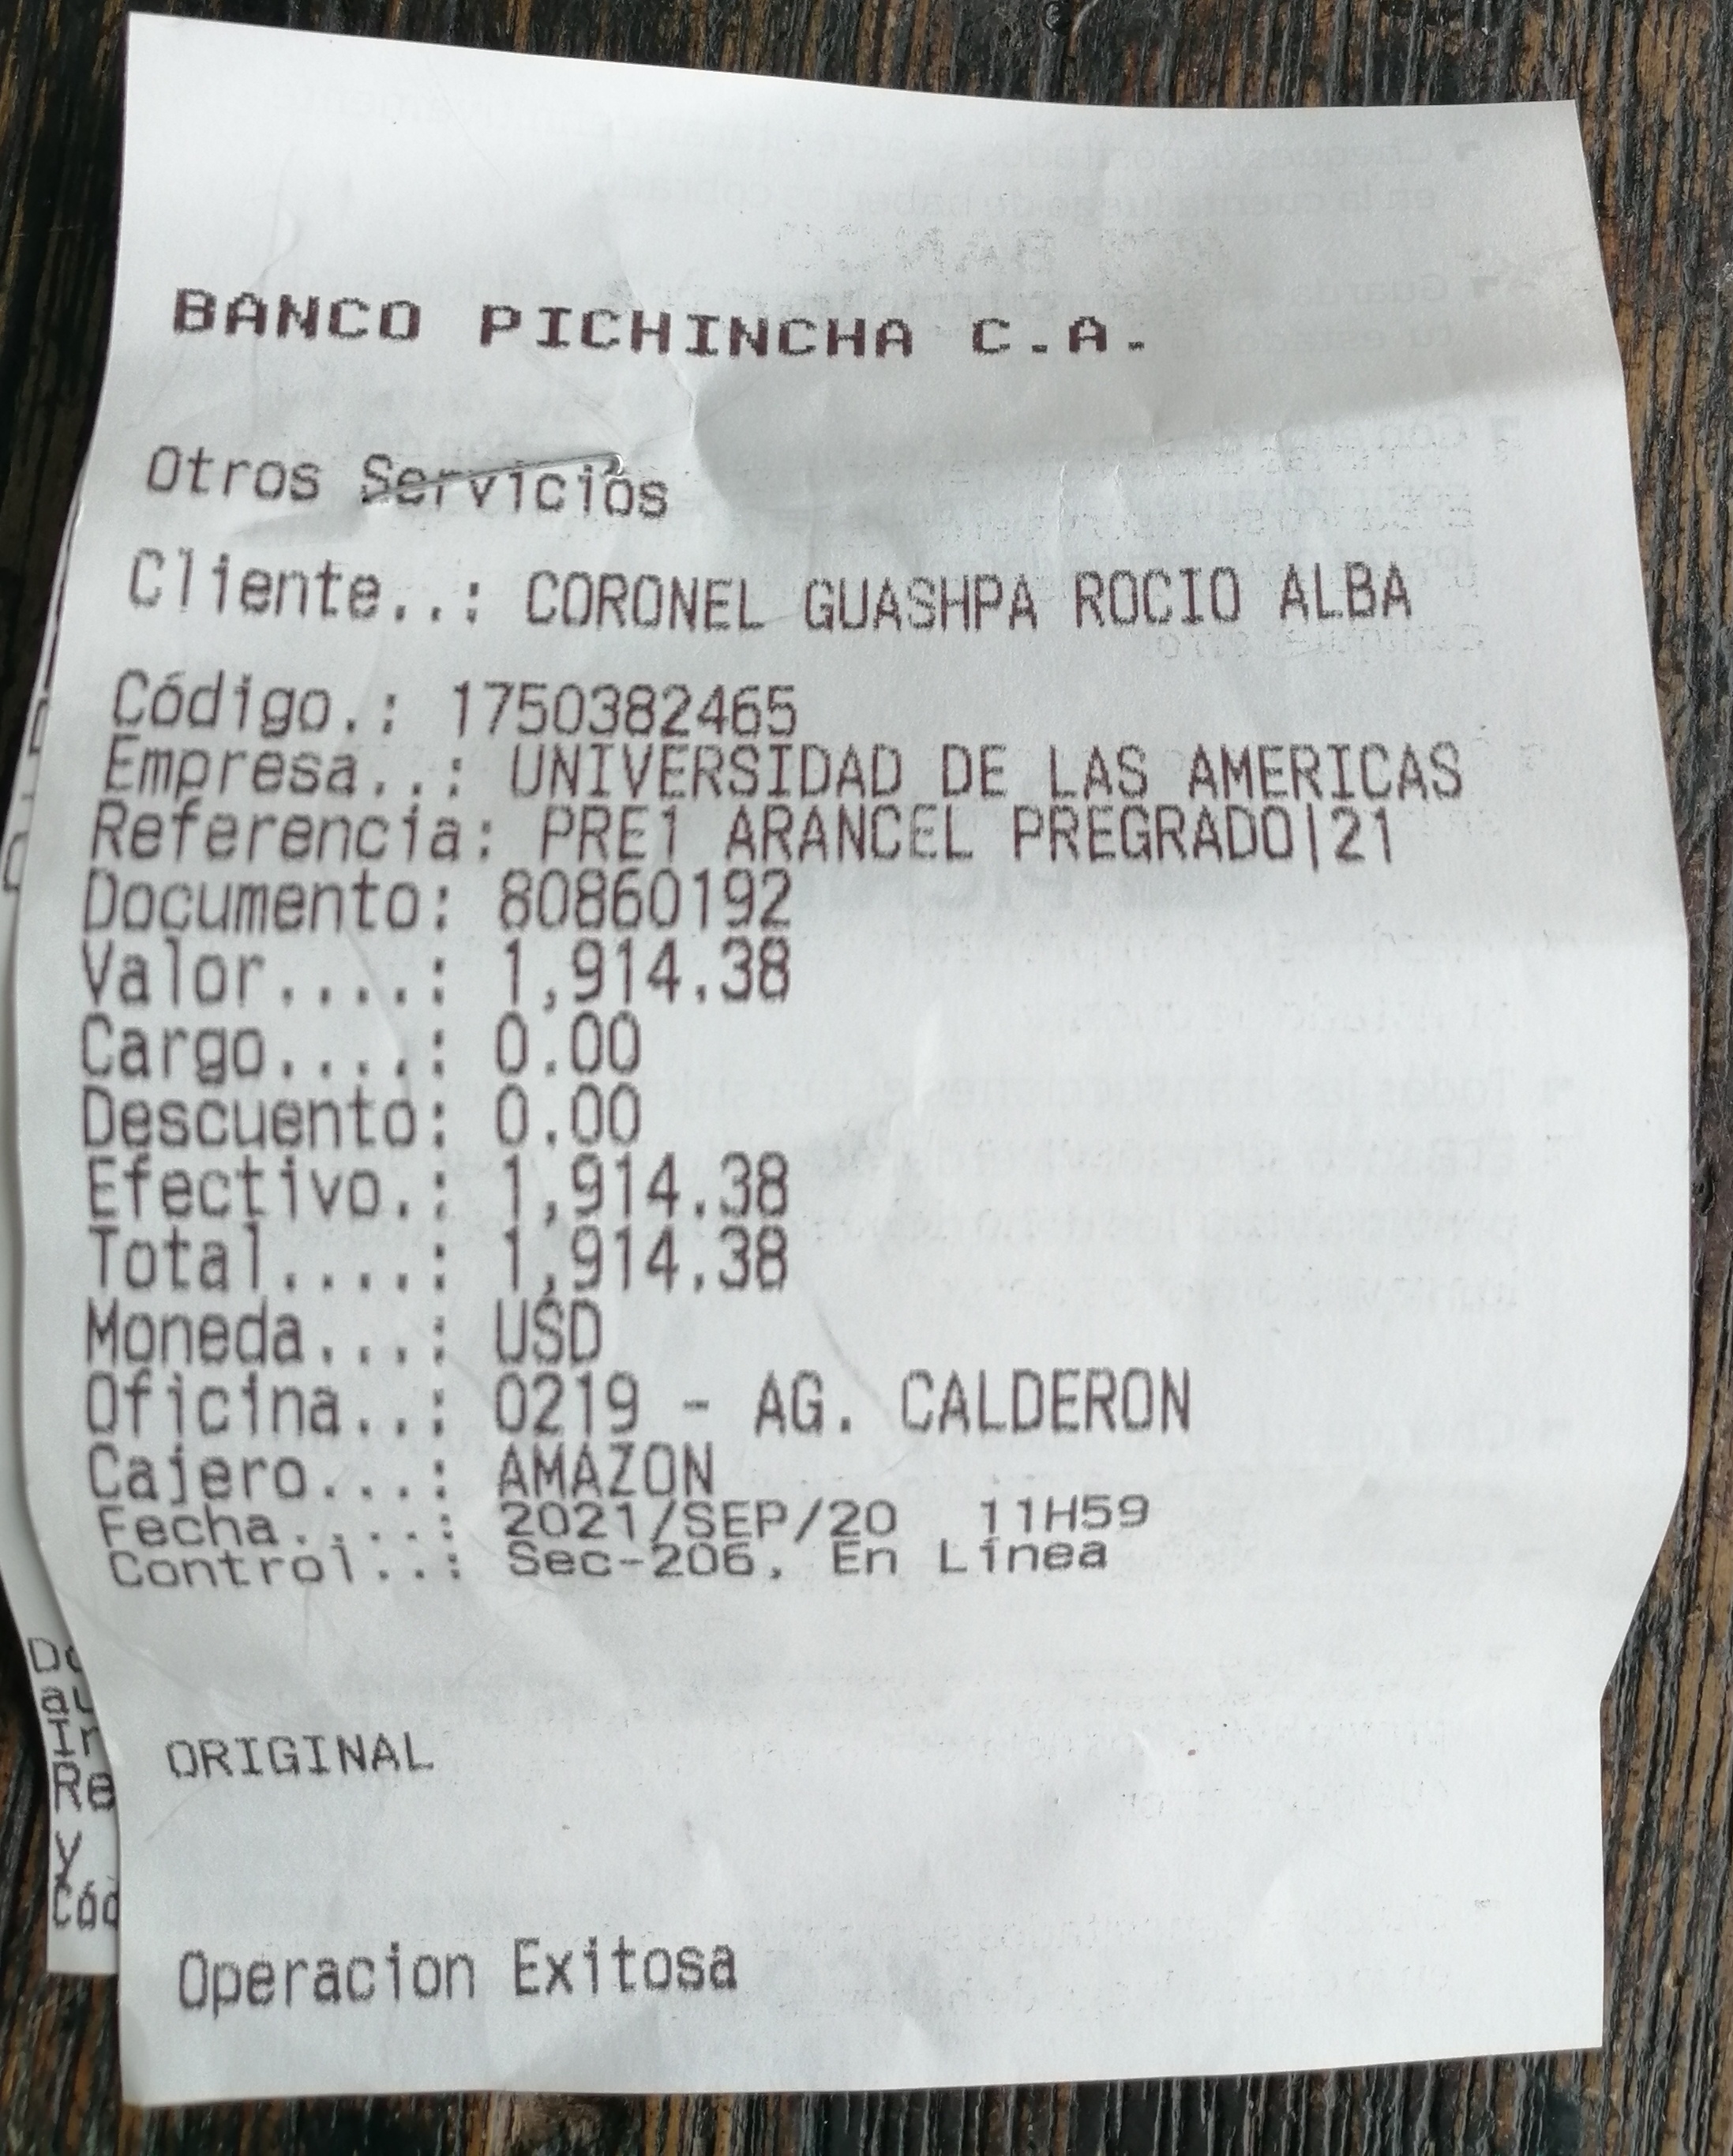 BANCO PICHINCHA C.A.
Otros Servicios
Cliente..: CORONEL GUASHPA ROCIO ALBA
Código.: 1750382465
Empresa..: UNIVERSIDAD DE LAS AMERICAS
Referencia: PRE1 ARANCEL PREGRADO|21
Documento: 80860192
Valor....: 1,914.38
Cargo....: 0.00
Descuento: 0.00
Efectivo.: 1,914.38
Total....: 1,914.38
Moneda...: USD
Oficina..: 0219 - AG. CALDERON
Cajero...: AMAZON
Fecha....: 2021/SEP/20 11H59
Control..: Sec-206, En Línea
ORIGINAL
Operacion Exitosa